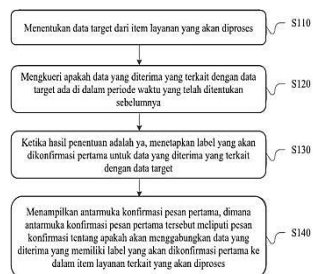 Menentukan data target dari item layanan yang akan diproses
S110
Mengkueri apakah data yang diterima yang terkait dengan data
target ada di dalam periode waktu yang telah ditentukan
sebelumnya
S120
Ketika hasil penentuan adalah ya, menetapkan label yang akan
dikonfirmasi pertama untuk data yang diterima yang terkait
dengan data target
S130
Menampilkan antarmuka konfirmasi pesan pertama, dimana
antarmuka konfirmasi pesan pertama tersebut meliputi pesan
konfirmasi tentang apakah akan menggabungkan data yang
diterima yang memiliki label yang akan dikonfirmasi pertama ke
dalam item layanan terkait yang akan diproses
S140